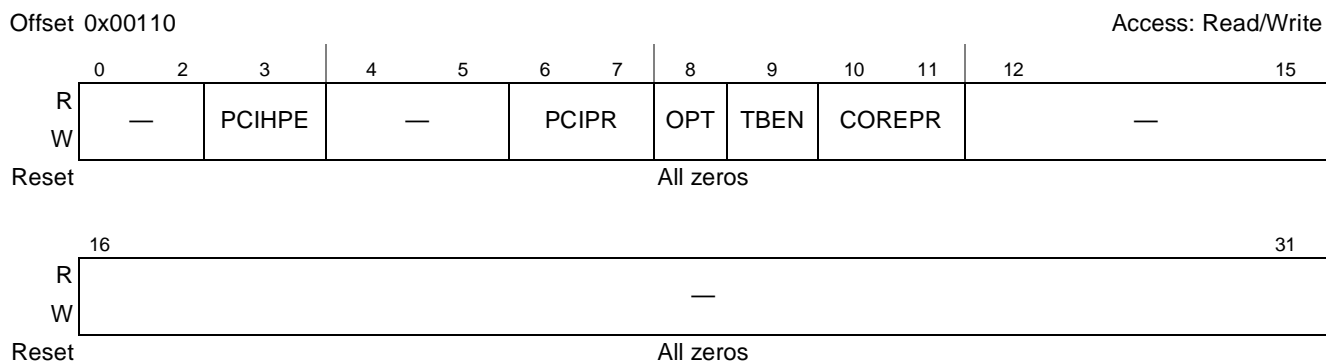 Offset 0x00110 Access: Read/Write
0 2 3 4 5 6 7 8 9 10 11 12 15
R
— PCIHPE — PCIPR OPT TBEN COREPR —
W
Reset All zeros
16 31
R
—
W
Reset All zeros